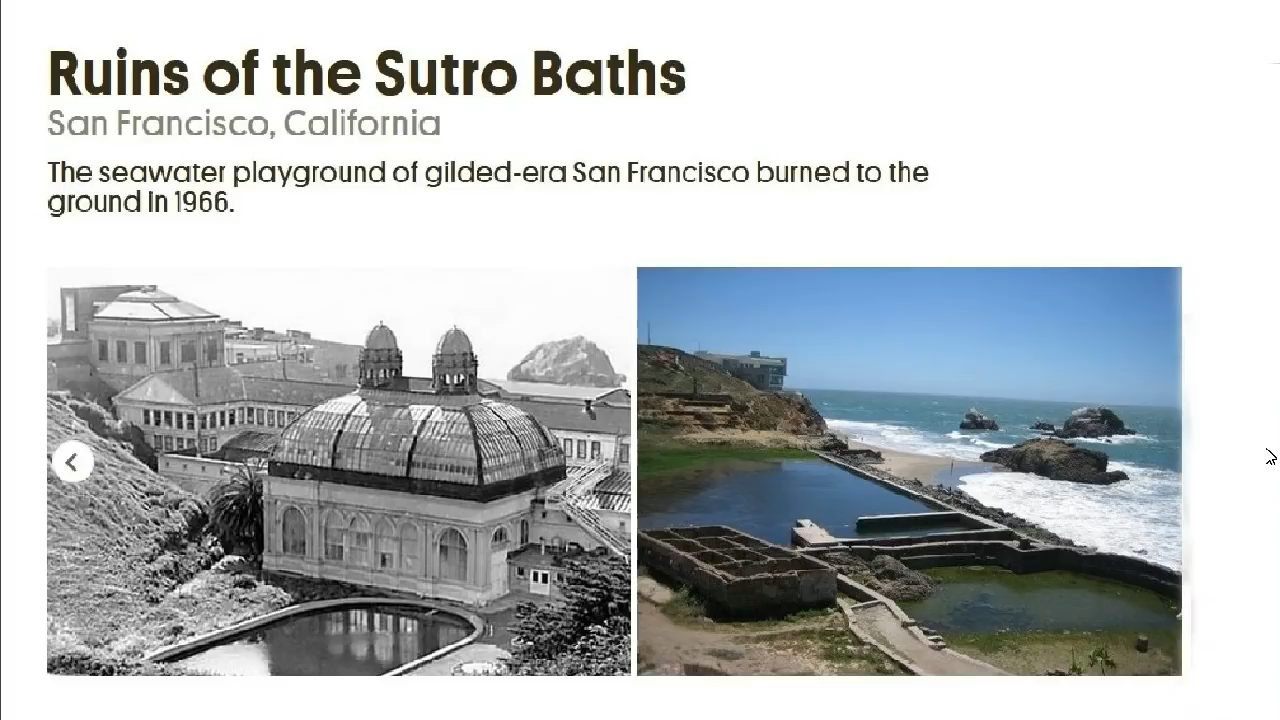 Ruins of the Sutro Baths
San Francisco, California
The seawater playground of gilded-era San Francisco burned to the
ground in 1966.